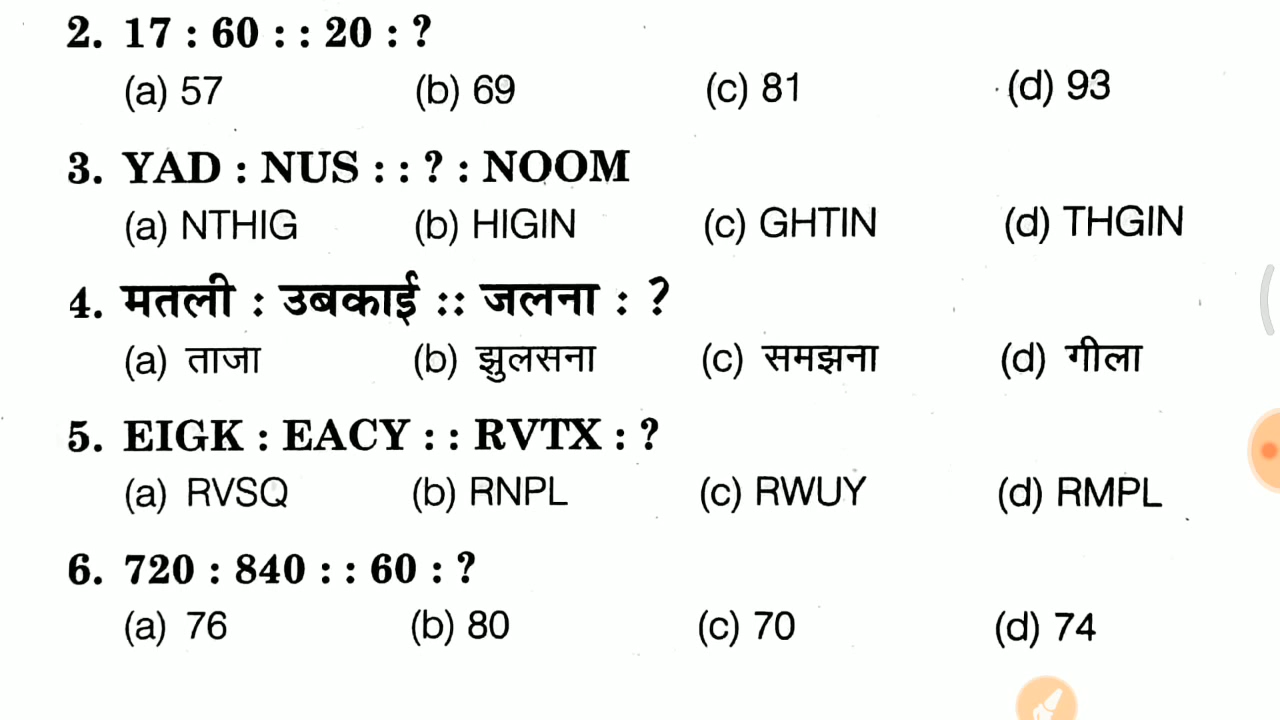 2. 17 : 60 : : 20 : ?
(a) 57 (b) 69 (c) 81 (d) 93
3. YAD : NUS : : ? : NOOM
(a) NTHIG (b) HIGIN (c) GHTIN (d) THGIN
4. मतली : उबकाई :: जलना : ?
(a) ताजा (b) झुलसना (c) समझना (d) गीला
5. EIGK : EACY : : RVTX : ?
(a) RVSQ (b) RNPL (c) RWUY (d) RMPL
6. 720 : 840 : : 60 : ?
(a) 76 (b) 80 (c) 70 (d) 74